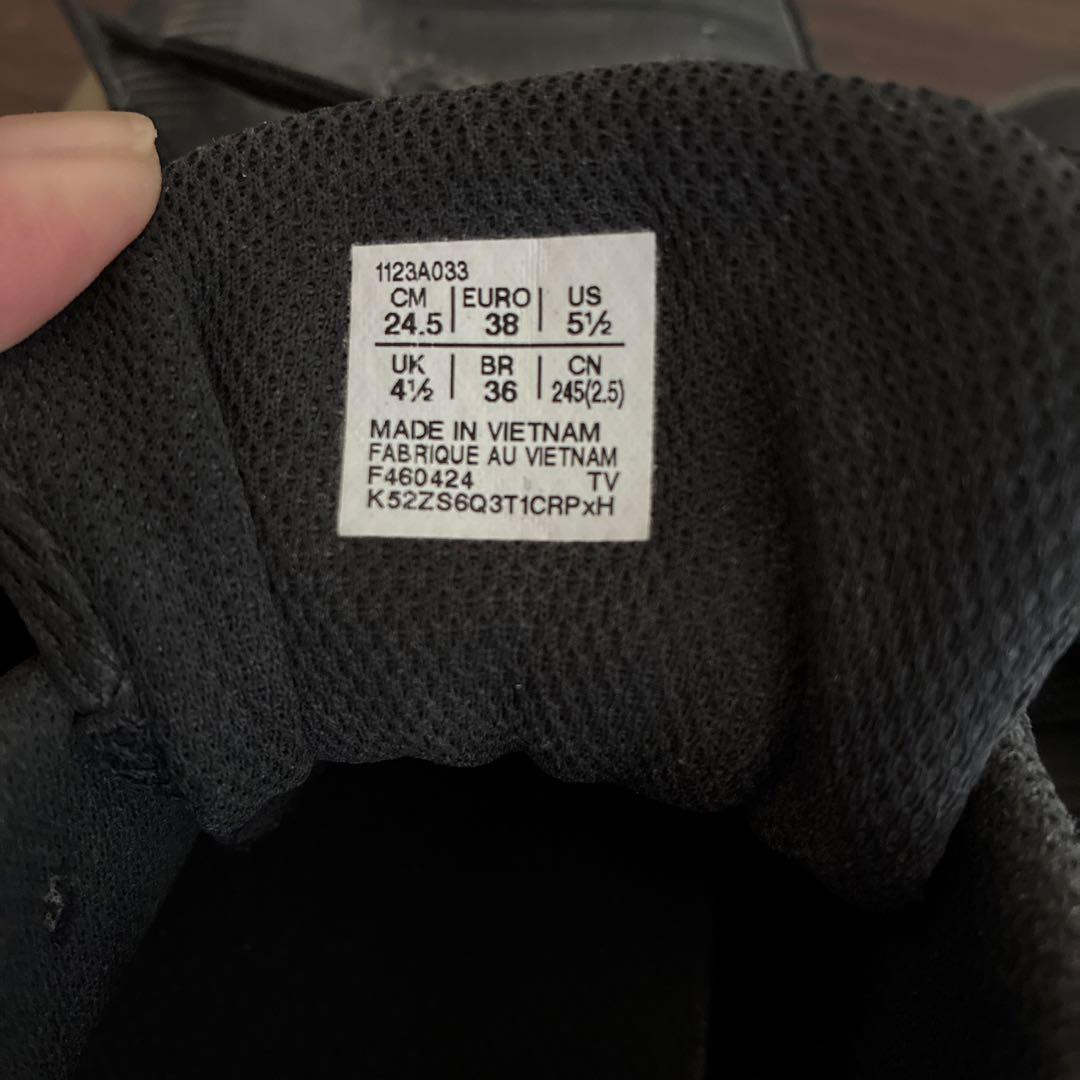 1123A033
CM | EURO | US
24.5 | 38 | 5½
UK | BR | CN
4½ | 36 | 245(2.5)
MADE IN VIETNAM
FABRIQUE AU VIETNAM
F460424 TV
K52ZS6Q3T1CRPxH